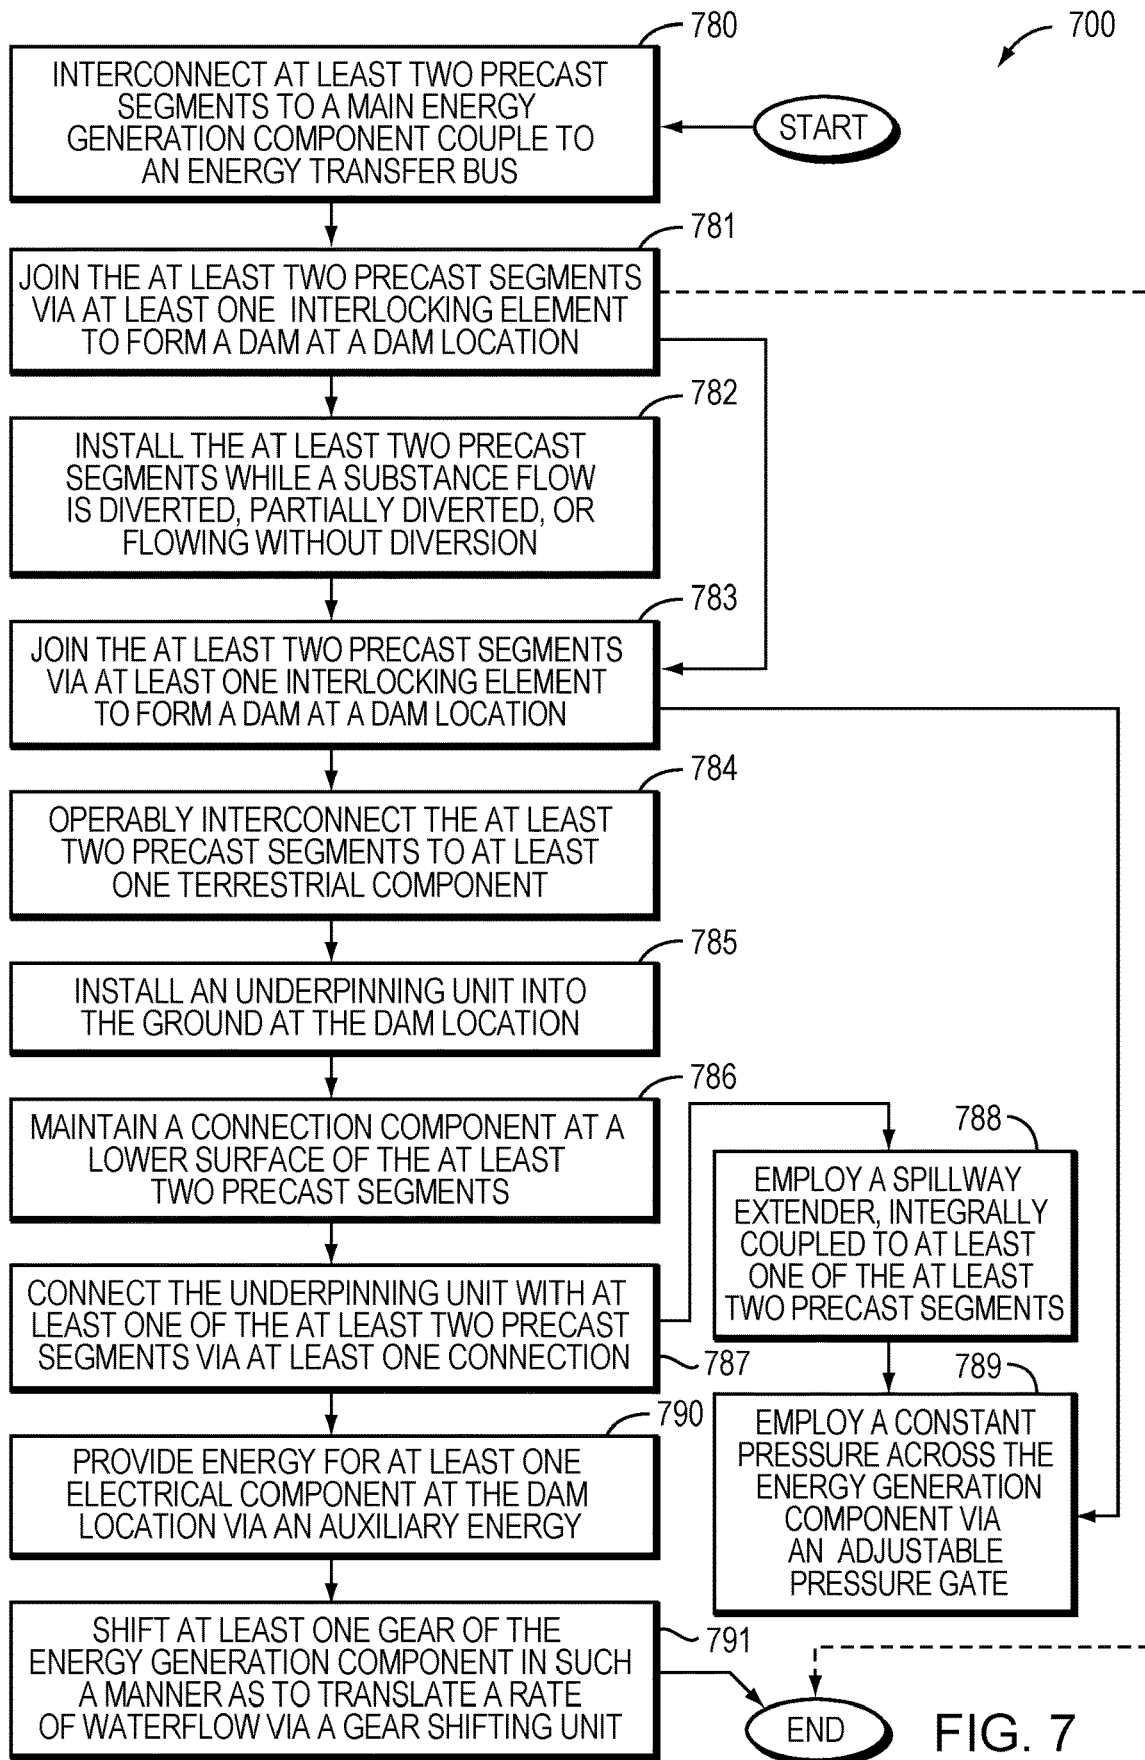 780
700
INTERCONNECT AT LEAST TWO PRECAST
SEGMENTS TO A MAIN ENERGY
GENERATION COMPONENT COUPLE TO
AN ENERGY TRANSFER BUS
START
781
JOIN THE AT LEAST TWO PRECAST SEGMENTS
VIA AT LEAST ONE INTERLOCKING ELEMENT
TO FORM A DAM AT A DAM LOCATION
782
INSTALL THE AT LEAST TWO PRECAST
SEGMENTS WHILE A SUBSTANCE FLOW
IS DIVERTED, PARTIALLY DIVERTED, OR
FLOWING WITHOUT DIVERSION
783
JOIN THE AT LEAST TWO PRECAST SEGMENTS
VIA AT LEAST ONE INTERLOCKING ELEMENT
TO FORM A DAM AT A DAM LOCATION
784
OPERABLY INTERCONNECT THE AT LEAST
TWO PRECAST SEGMENTS TO AT LEAST
ONE TERRESTRIAL COMPONENT
785
INSTALL AN UNDERPINNING UNIT INTO
THE GROUND AT THE DAM LOCATION
786
MAINTAIN A CONNECTION COMPONENT AT A
LOWER SURFACE OF THE AT LEAST
TWO PRECAST SEGMENTS
787
CONNECT THE UNDERPINNING UNIT WITH AT
LEAST ONE OF THE AT LEAST TWO PRECAST
SEGMENTS VIA AT LEAST ONE CONNECTION
788
EMPLOY A SPILLWAY
EXTENDER, INTEGRALLY
COUPLED TO AT LEAST
ONE OF THE AT LEAST
TWO PRECAST SEGMENTS
789
EMPLOY A CONSTANT
PRESSURE ACROSS THE
ENERGY GENERATION
COMPONENT VIA
AN ADJUSTABLE
PRESSURE GATE
790
PROVIDE ENERGY FOR AT LEAST ONE
ELECTRICAL COMPONENT AT THE DAM
LOCATION VIA AN AUXILIARY ENERGY
791
SHIFT AT LEAST ONE GEAR OF THE
ENERGY GENERATION COMPONENT IN SUCH
A MANNER AS TO TRANSLATE A RATE
OF WATERFLOW VIA A GEAR SHIFTING UNIT
END
FIG. 7